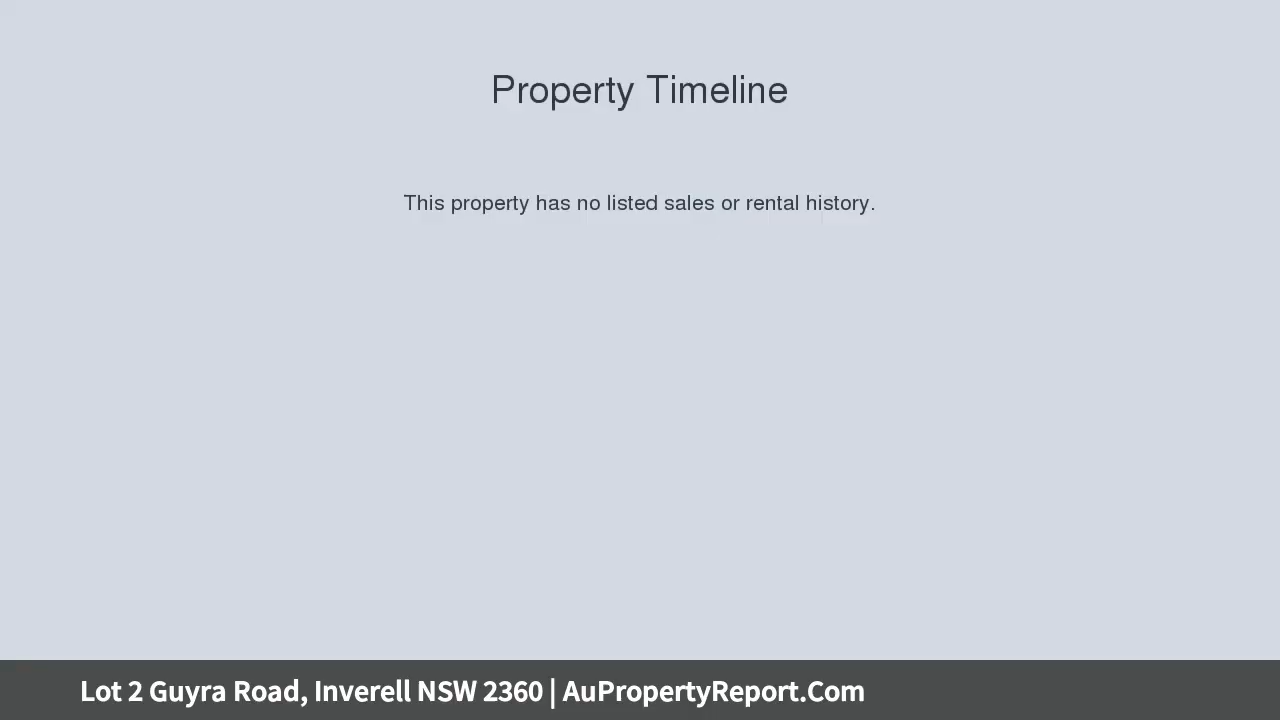 Property Timeline
This property has no listed sales or rental history.
Lot 2 Guyra Road, Inverell NSW 2360 | AuPropertyReport.Com